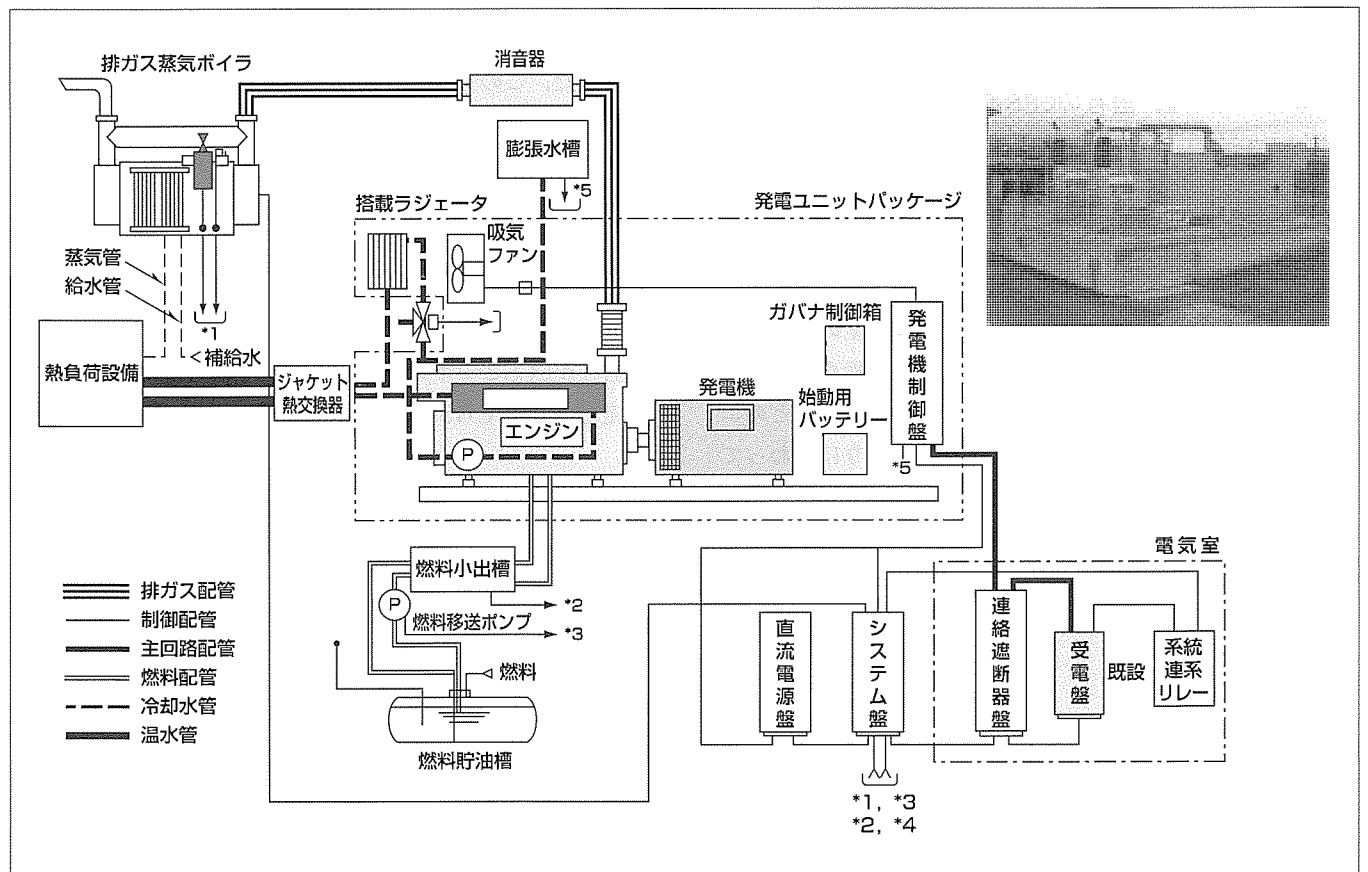 排ガス蒸気ボイラ
消音器
膨張水槽
*5
搭載ラジェータ
発電ユニットパッケージ
吸気
ファン
蒸気管
給水管
*1
<補給水
熱負荷設備
ジャケット
熱交換器
ガバナ制御箱
発電機制御盤
発電機
始動用
バッテリー
エンジン
P
*5
電気室
燃料小出槽
*2
P
燃料移送ポンプ
*3
燃料
燃料貯油槽
排ガス配管
制御配管
主回路配管
燃料配管
冷却水管
温水管
直流電源盤
システム盤
連絡遮断器盤
受電盤
既設
系統
連系
リレー
*1, *3
*2, *4